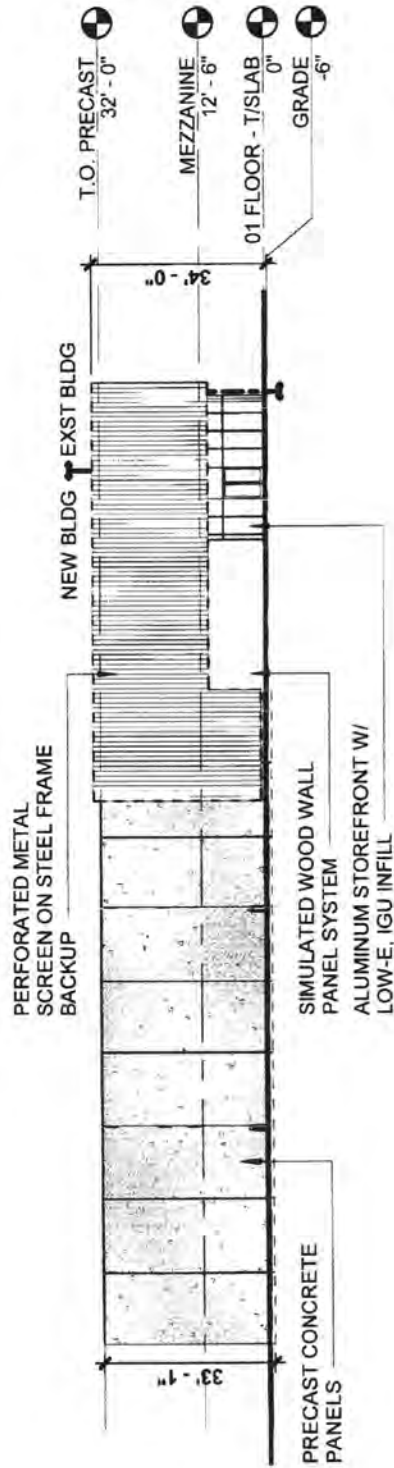 T.O. PRECAST
32' - 0"
MEZZANINE
12' - 6"
01 FLOOR - T/SLAB
0"
GRADE
-6"
34' - 0"
NEW BLDG
EXST BLDG
PERFORATED METAL
SCREEN ON STEEL FRAME
BACKUP
SIMULATED WOOD WALL
PANEL SYSTEM
ALUMINUM STOREFRONT W/
LOW-E, IGU INFILL
33' - 1"
PRECAST CONCRETE
PANELS